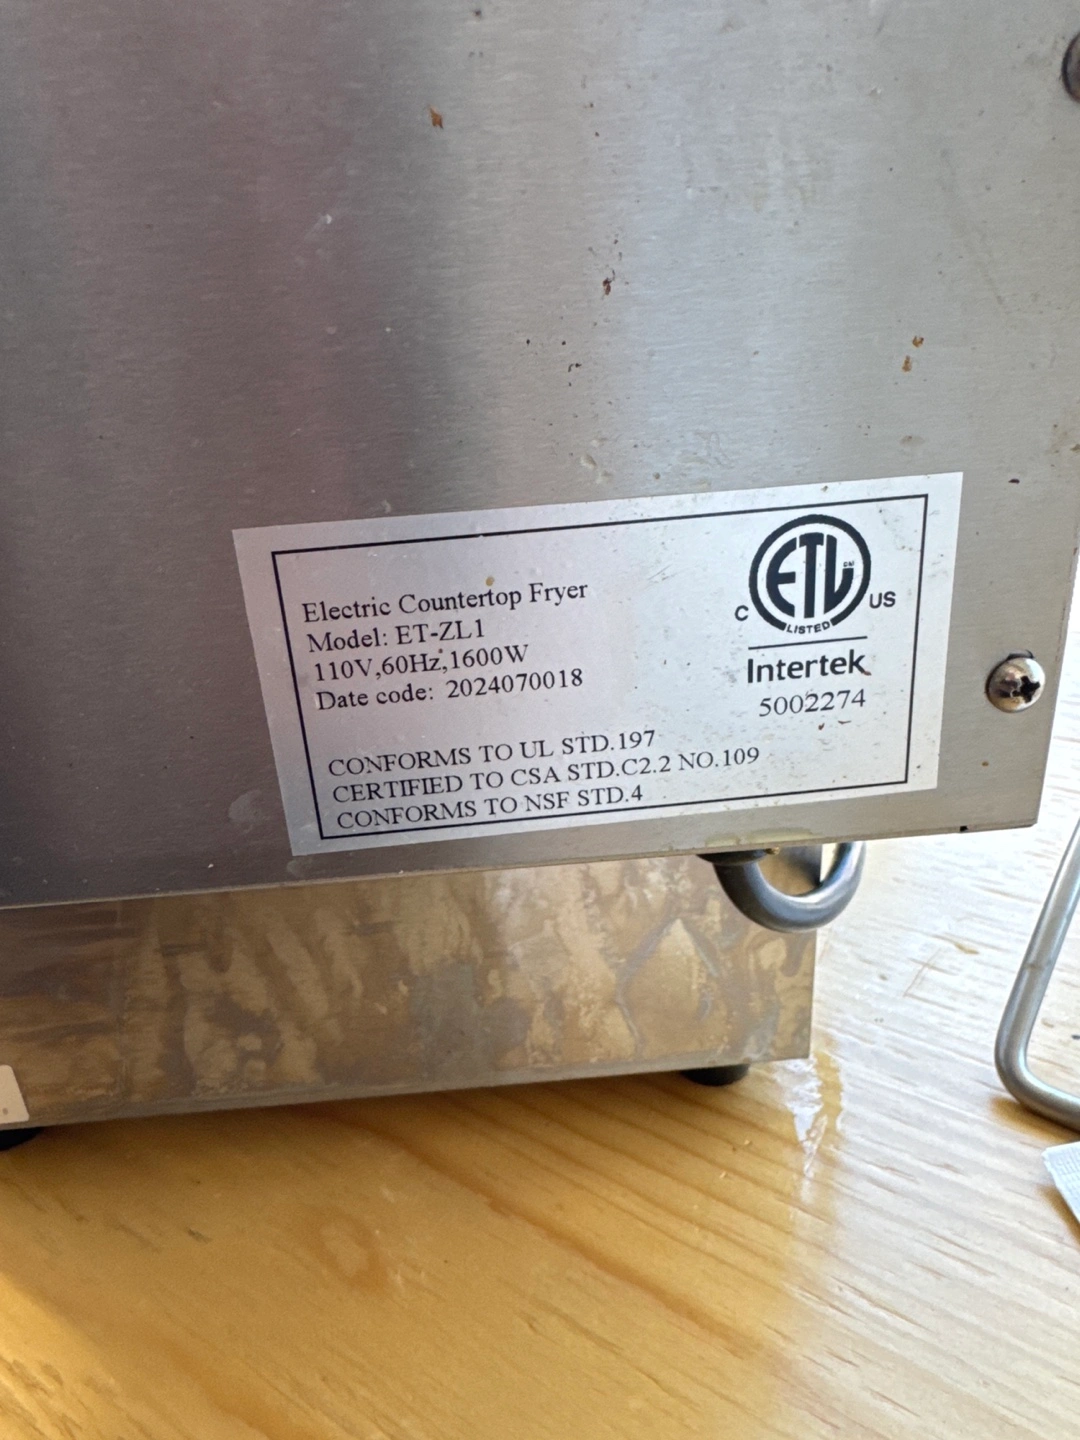 Electric Countertop Fryer
Model: ET-ZL1
110V,60Hz,1600W
Date code: 2024070018
CONFORMS TO UL STD.197
CERTIFIED TO CSA STD.C2.2 NO.109
CONFORMS TO NSF STD.4
ETL
C US
LISTED
Intertek
5002274